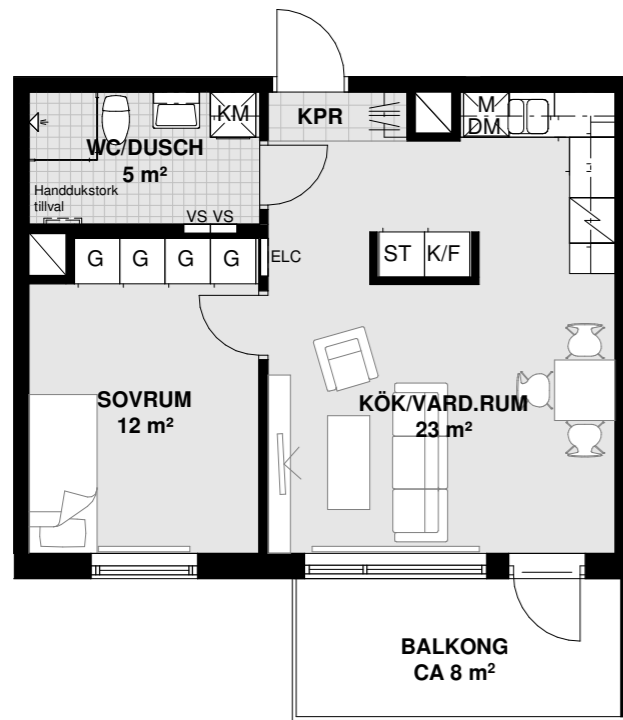 KPR
M
DM
KM
WC/DUSCH
5 m²
Handdukstork
tillval
VS VS
G G G G
ELC
ST K/F
SOVRUM
12 m²
KÖK/VARD.RUM
23 m²
BALKONG
CA 8 m²